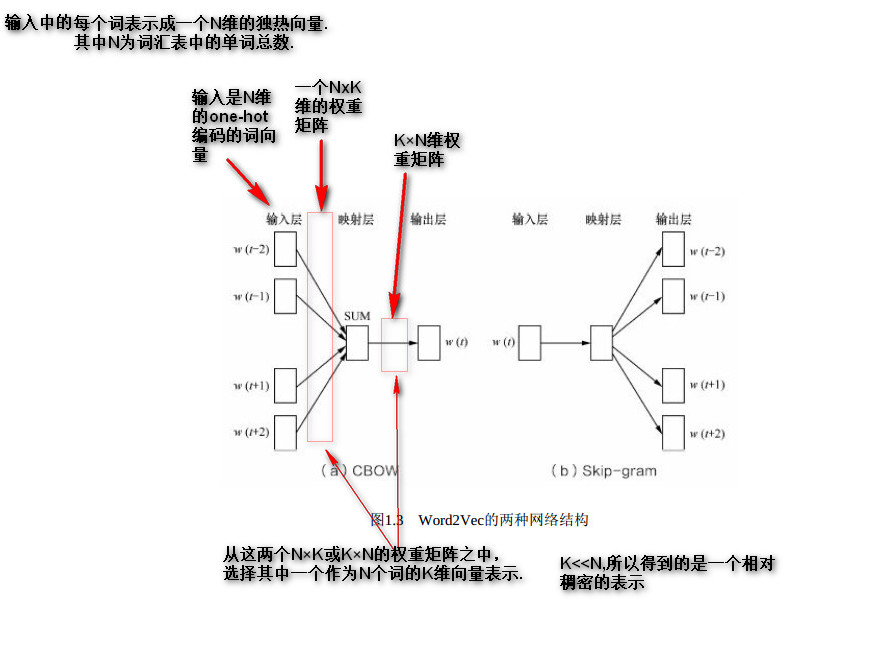 输入中的每个词表示成一个N维的独热向量.
其中N为词汇表中的单词总数.
输入是N维
的one-hot
编码的词向
量
一个NxK
维的权重
矩阵
K×N维权
重矩阵
输入层
映射层
输出层
w (t−2)
w (t−1)
SUM
w (t)
w (t+1)
w (t+2)
(a) CBOW
输入层
映射层
输出层
w (t−2)
w (t−1)
w (t)
w (t+1)
w (t+2)
(b) Skip-gram
图1.3 Word2Vec的两种网络结构
从这两个N×K或K×N的权重矩阵之中，
选择其中一个作为N个词的K维向量表示.
K<<N,所以得到的是一个相对
稠密的表示